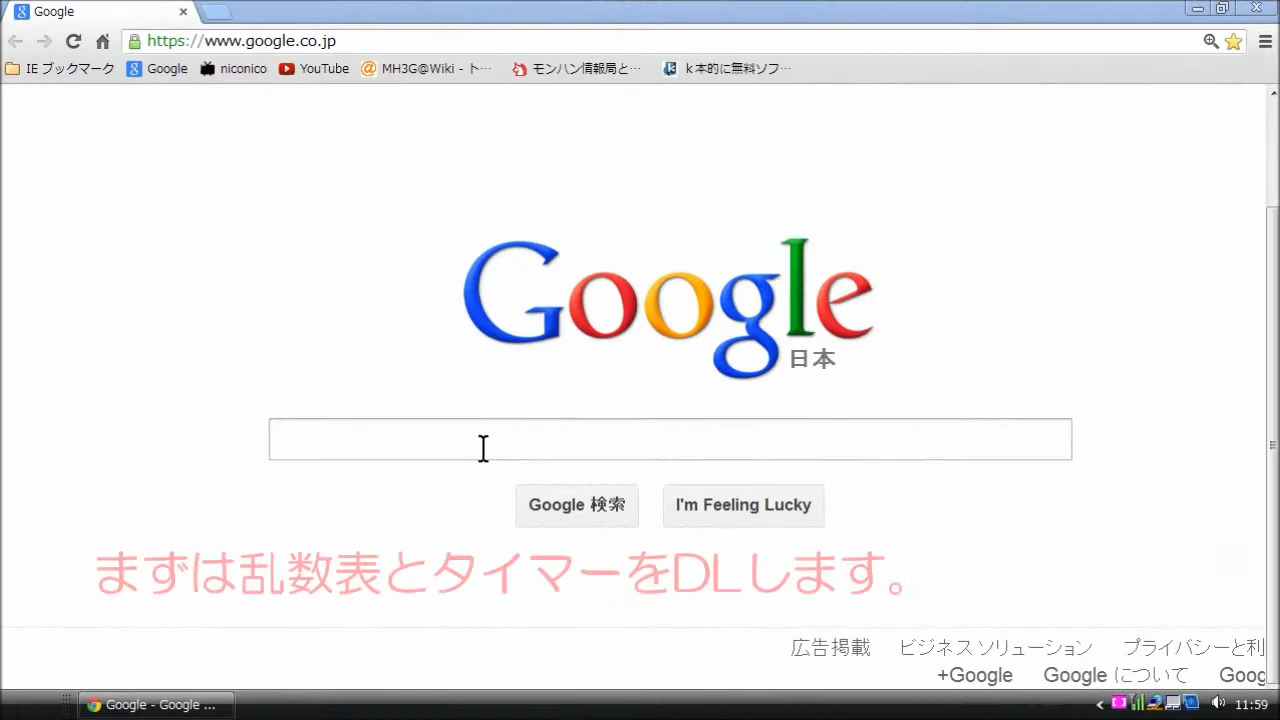 Google
https://www.google.co.jp
IE ブックマーク Google niconico YouTube MH3G@Wiki - ト… モンハン情報局と… k本的に無料ソフ…
Google
日本
Google 検索 I'm Feeling Lucky
まずは乱数表とタイマーをDLします。
広告掲載 ビジネス ソリューション プライバシーと利
+Google Google について Goog
Google - Google ... 11:59